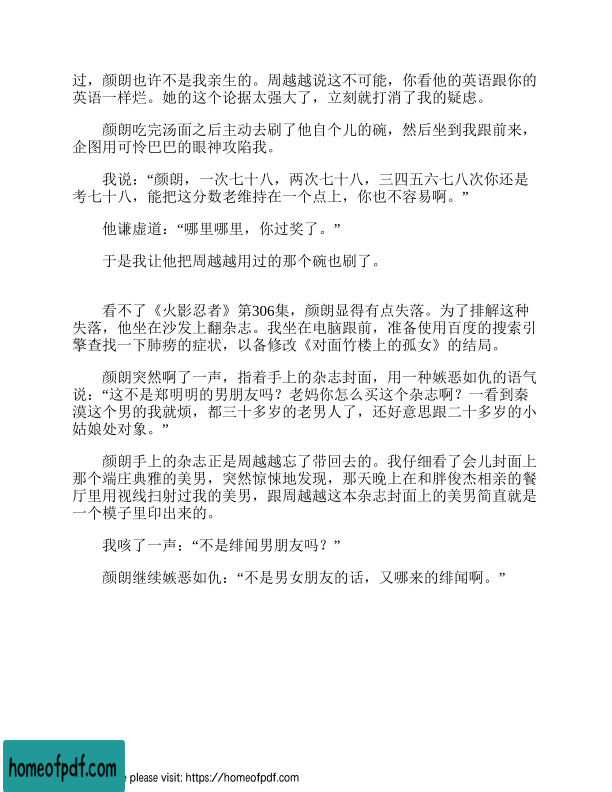 过，颜朗也许不是我亲生的。周越越说这不可能，你看他的英语跟你的
英语一样烂。她的这个论据太强大了，立刻就打消了我的疑虑。
颜朗吃完汤面之后主动去刷了他自个儿的碗，然后坐到我跟前来，
企图用可怜巴巴的眼神攻陷我。
我说：“颜朗，一次七十八，两次七十八，三四五六七八次你还是
考七十八，能把这分数老维持在一个点上，你也不容易啊。”
他谦虚道：“哪里哪里，你过奖了。”
于是我让他把周越越用过的那个碗也刷了。
看不了《火影忍者》第306集，颜朗显得有点失落。为了排解这种
失落，他坐在沙发上翻杂志。我坐在电脑跟前，准备使用百度的搜索引
擎查找一下肺痨的症状，以备修改《对面竹楼上的孤女》的结局。
颜朗突然啊了一声，指着手上的杂志封面，用一种嫉恶如仇的语气
说：“这不是郑明明的男朋友吗？老妈你怎么买这个杂志啊？一看到秦
漠这个男的我就烦，都三十多岁的老男人了，还好意思跟二十多岁的小
姑娘处对象。”
颜朗手上的杂志正是周越越忘了带回去的。我仔细看了会儿封面上
那个端庄典雅的美男，突然惊悚地发现，那天晚上在和胖俊杰相亲的餐
厅里用视线扫射过我的美男，跟周越越这本杂志封面上的美男简直就是
一个模子里印出来的。
我咳了一声：“不是绯闻男朋友吗？”
颜朗继续嫉恶如仇：“不是男女朋友的话，又哪来的绯闻啊。”
homeofpdf.com
e please visit: https://homeofpdf.com